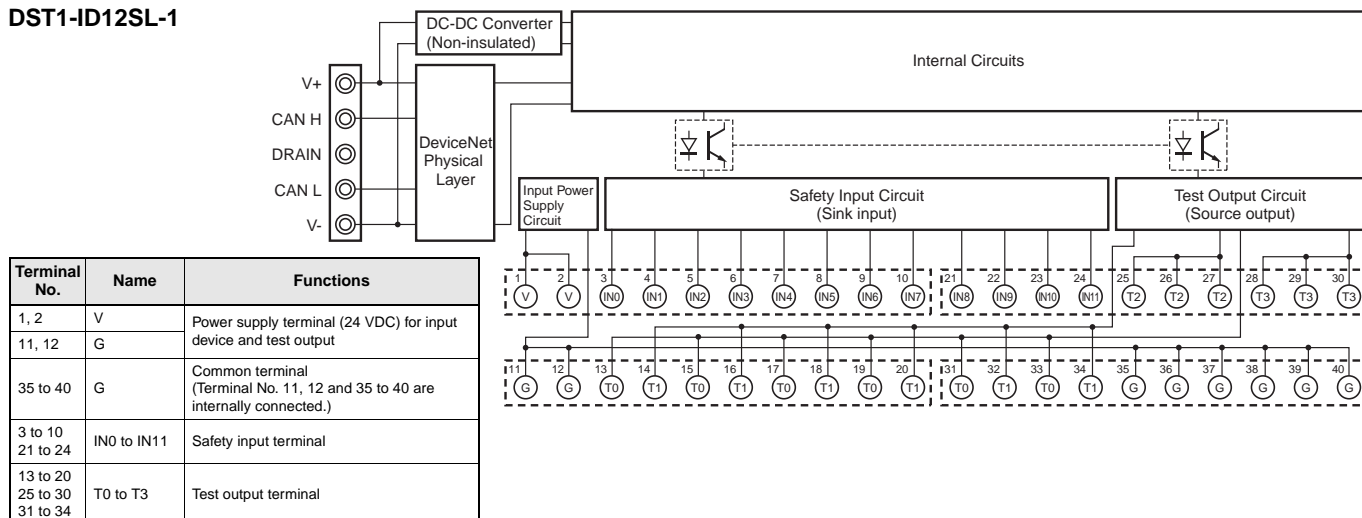 DST1-ID12SL-1
DC-DC Converter
(Non-insulated)
Internal Circuits
V+
CAN H
DRAIN
CAN L
V-
DeviceNet
Physical
Layer
Input Power
Supply
Circuit
Safety Input Circuit
(Sink input)
Test Output Circuit
(Source output)
1 2 3 4 5 6 7 8 9 10 21 22 23 24 25 26 27 28 29 30
V V IN0 IN1 IN2 IN3 IN4 IN5 IN6 IN7 IN8 IN9 IN10 IN11 T2 T2 T2 T3 T3 T3
11 12 13 14 15 16 17 18 19 20 31 32 33 34 35 36 37 38 39 40
G G T0 T1 T0 T1 T0 T1 T0 T1 T0 T1 T0 T1 G G G G G G
Terminal No. Name Functions
1, 2 V Power supply terminal (24 VDC) for input
11, 12 G device and test output
35 to 40 G Common terminal
(Terminal No. 11, 12 and 35 to 40 are
internally connected.)
3 to 10
21 to 24 IN0 to IN11 Safety input terminal
13 to 20
25 to 30 T0 to T3 Test output terminal
31 to 34